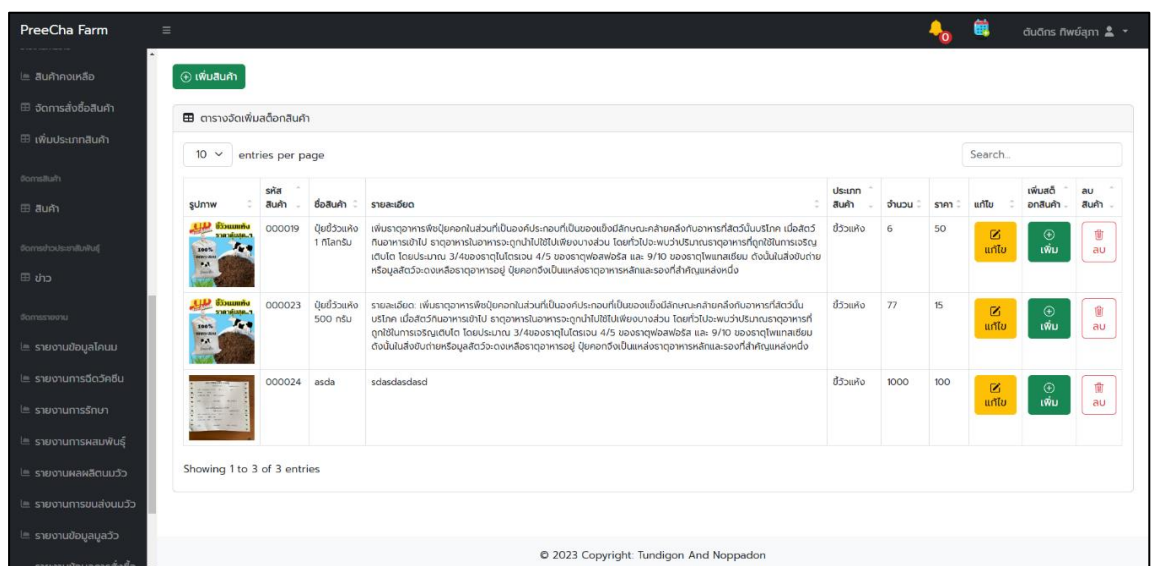 PreeCha Farm
0
ตันติกร ทิพย์สุภา
สินค้าคงเหลือ
จัดการสั่งซื้อสินค้า
เพิ่มประเภทสินค้า
จัดการสินค้า
สินค้า
จัดการข่าวประชาสัมพันธ์
ข่าว
จัดการรายงาน
รายงานข้อมูลโคนม
รายงานการฉีดวัคซีน
รายงานการรักษา
รายงานการผสมพันธุ์
รายงานผลผลิตนมวัว
รายงานการขนส่งนมวัว
รายงานข้อมูลมูลวัว
เพิ่มสินค้า
ตารางจัดเพิ่มสต็อกสินค้า
10 entries per page
Search...
รูปภาพ รหัสสินค้า ชื่อสินค้า รายละเอียด ประเภทสินค้า จำนวน ราคา แก้ไข เพิ่มสต็อกสินค้า ลบสินค้า
000019 ปุ๋ยขี้วัวแห้ง 1 กิโลกรัม
เพิ่มธาตุอาหารพืชปุ๋ยคอกในส่วนที่เป็นองค์ประกอบที่เป็นของแข็งมีลักษณะคล้ายคลึงกับอาหารที่สัตว์นั้นบริโภค เมื่อสัตว์
กินอาหารเข้าไป ธาตุอาหารในอาหารจะถูกนำไปใช้ไปเพียงบางส่วน โดยทั่วไปจะพบว่าปริมาณธาตุอาหารที่ถูกใช้ในการเจริญ
เติบโต โดยประมาณ 3/4ของธาตุไนโตรเจน 4/5 ของธาตุฟอสฟอรัส และ 9/10 ของธาตุโพแทสเซียม ดังนั้นในสิ่งขับถ่าย
หรือมูลสัตว์จะคงเหลือธาตุอาหารอยู่ ปุ๋ยคอกจึงเป็นแหล่งธาตุอาหารหลักและรองที่สำคัญแหล่งหนึ่ง
ขี้วัวแห้ง 6 50 แก้ไข เพิ่ม ลบ
000023 ปุ๋ยขี้วัวแห้ง 500 กรัม
รายละเอียด: เพิ่มธาตุอาหารพืชปุ๋ยคอกในส่วนที่เป็นองค์ประกอบที่เป็นของแข็งมีลักษณะคล้ายคลึงกับอาหารที่สัตว์นั้น
บริโภค เมื่อสัตว์กินอาหารเข้าไป ธาตุอาหารในอาหารจะถูกนำไปใช้ไปเพียงบางส่วน โดยทั่วไปจะพบว่าปริมาณธาตุอาหารที่
ถูกใช้ในการเจริญเติบโต โดยประมาณ 3/4ของธาตุไนโตรเจน 4/5 ของธาตุฟอสฟอรัส และ 9/10 ของธาตุโพแทสเซียม
ดังนั้นในสิ่งขับถ่ายหรือมูลสัตว์จะคงเหลือธาตุอาหารอยู่ ปุ๋ยคอกจึงเป็นแหล่งธาตุอาหารหลักและรองที่สำคัญแหล่งหนึ่ง
ขี้วัวแห้ง 77 15 แก้ไข เพิ่ม ลบ
000024 asda sdasdasdasd ขี้วัวแห้ง 1000 100 แก้ไข เพิ่ม ลบ
Showing 1 to 3 of 3 entries
© 2023 Copyright: Tundigon And Noppadon